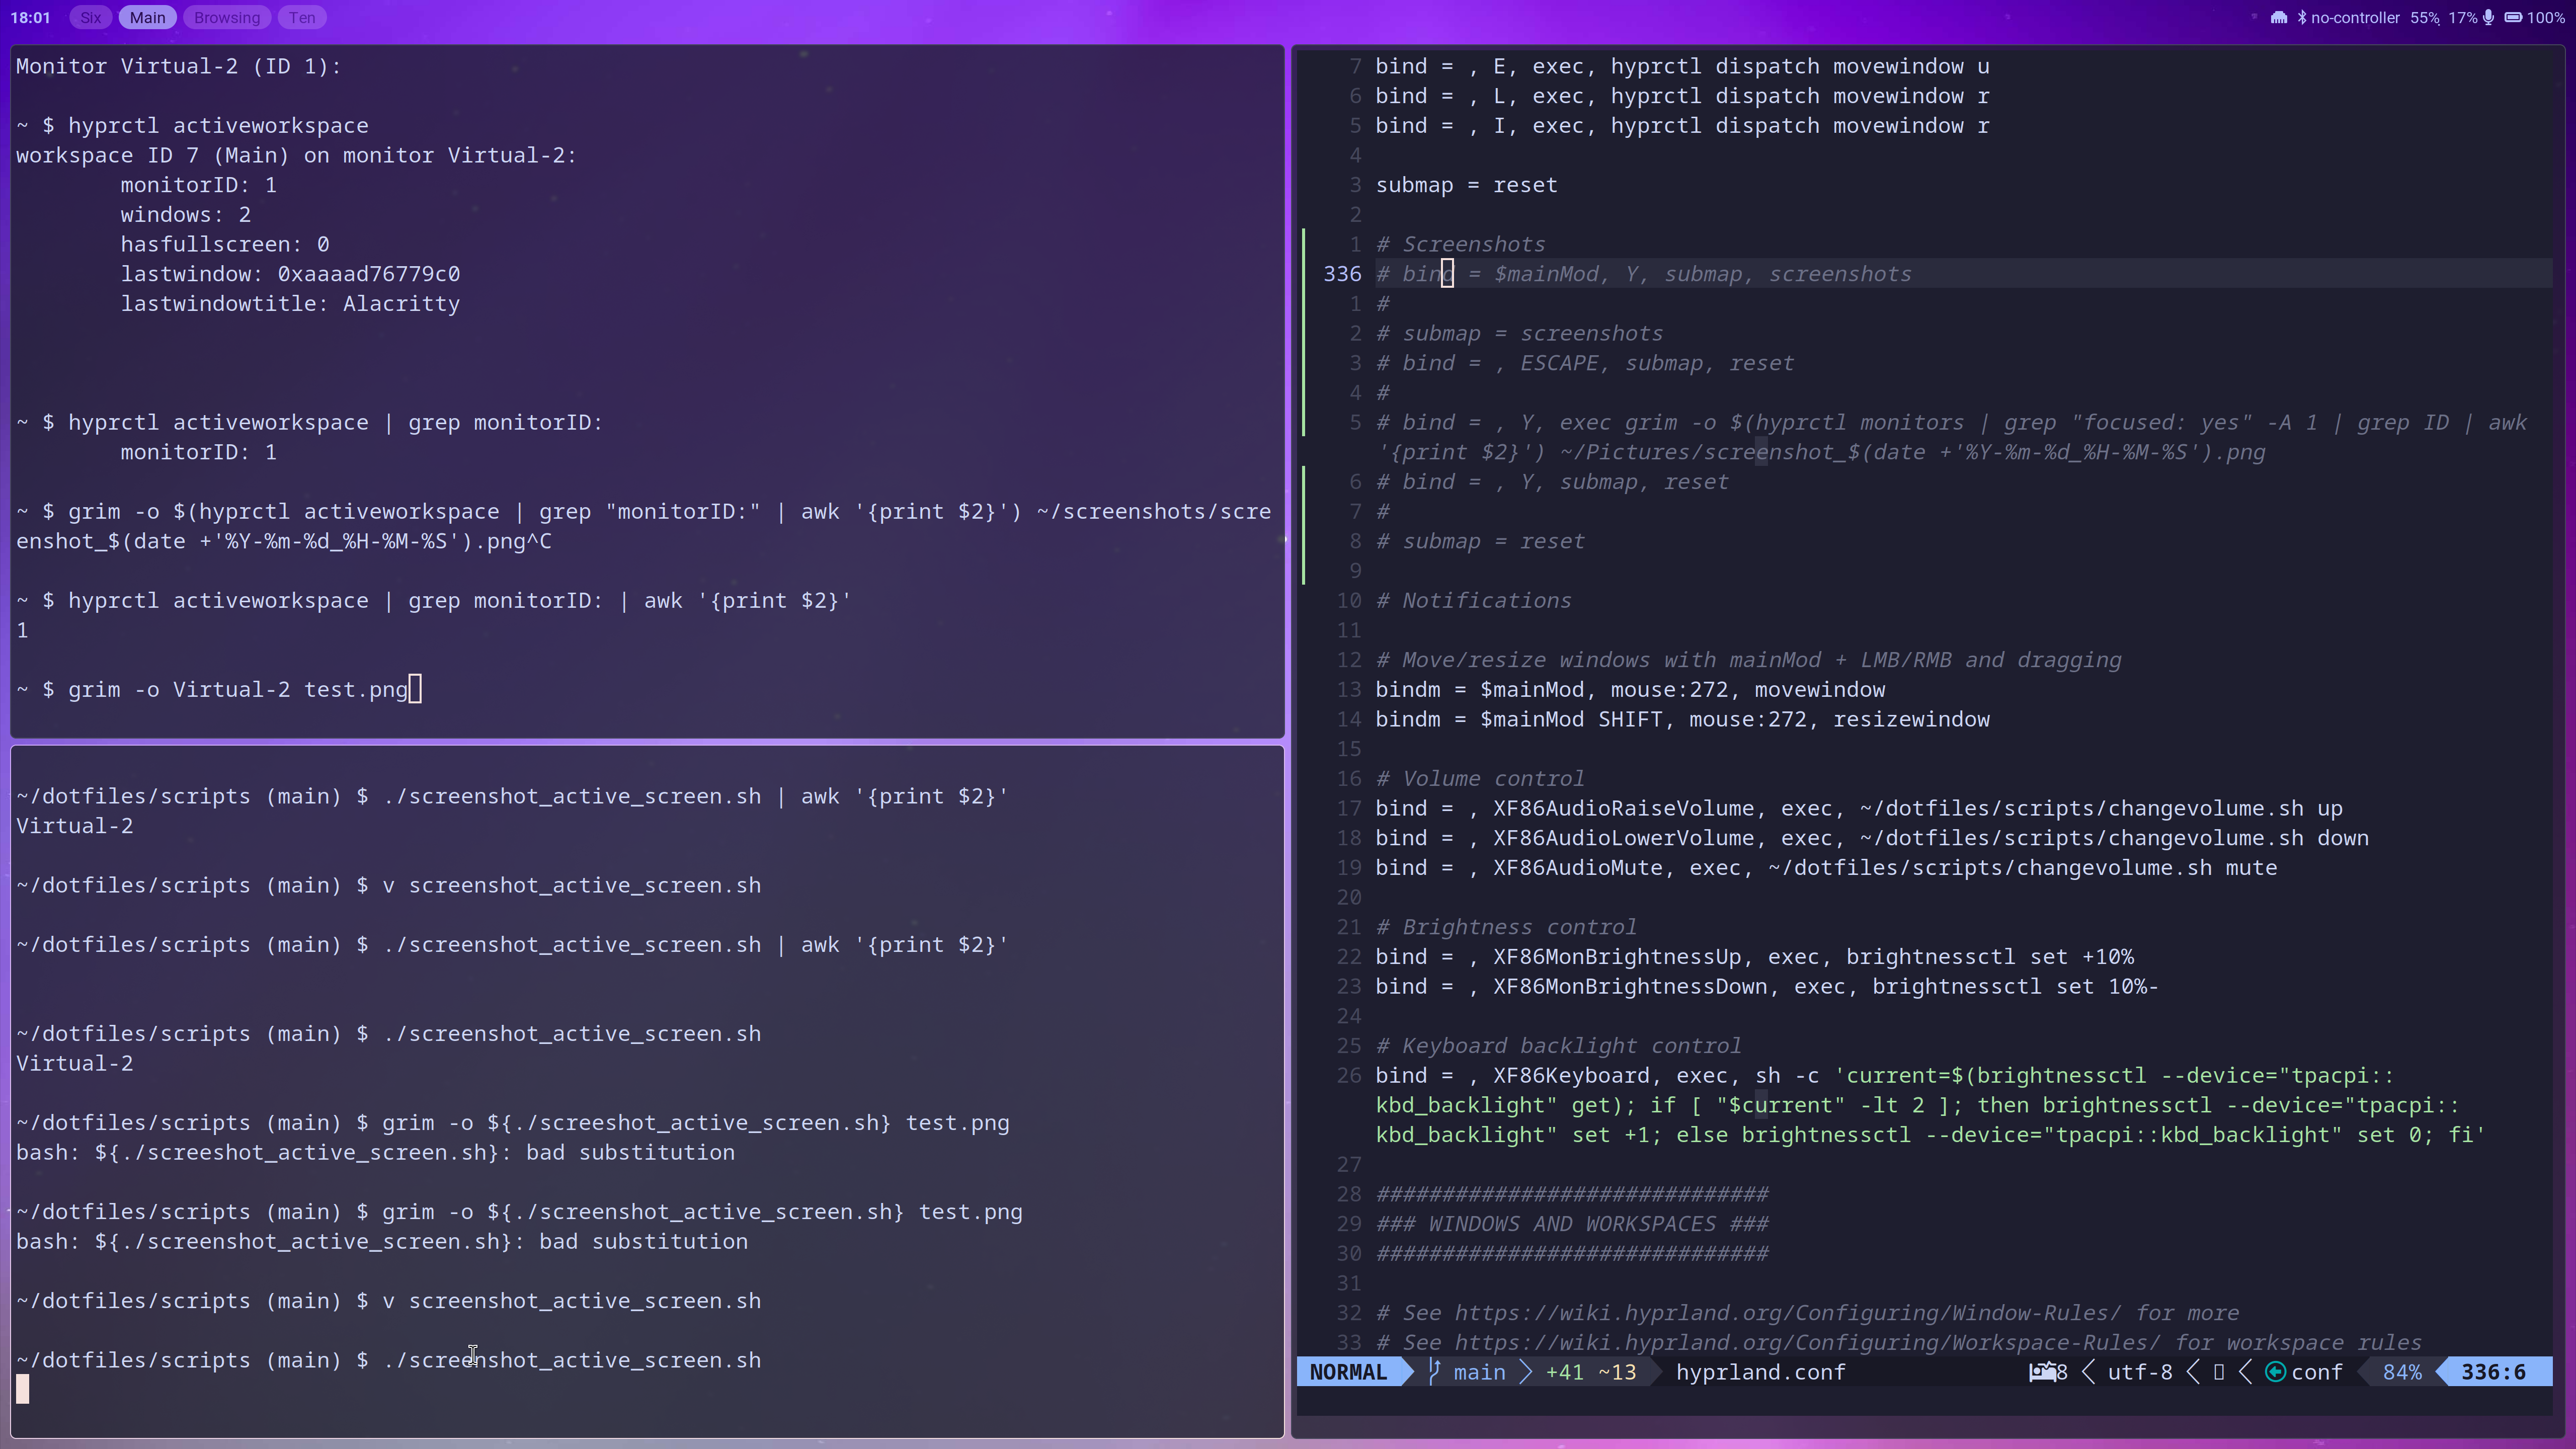 18:01 Six Main Browsing Ten no-controller 55% 17% 100%
Monitor Virtual-2 (ID 1):
~ $ hyprctl activeworkspace
workspace ID 7 (Main) on monitor Virtual-2:
monitorID: 1
windows: 2
hasfullscreen: 0
lastwindow: 0xaaaad76779c0
lastwindowtitle: Alacritty
~ $ hyprctl activeworkspace | grep monitorID:
monitorID: 1
~ $ grim -o $(hyprctl activeworkspace | grep "monitorID:" | awk '{print $2}') ~/screenshots/scre
enshot_$(date +'%Y-%m-%d_%H-%M-%S').png^C
~ $ hyprctl activeworkspace | grep monitorID: | awk '{print $2}'
1
~ $ grim -o Virtual-2 test.png
~/dotfiles/scripts (main) $ ./screenshot_active_screen.sh | awk '{print $2}'
Virtual-2
~/dotfiles/scripts (main) $ v screenshot_active_screen.sh
~/dotfiles/scripts (main) $ ./screenshot_active_screen.sh | awk '{print $2}'
~/dotfiles/scripts (main) $ ./screenshot_active_screen.sh
Virtual-2
~/dotfiles/scripts (main) $ grim -o ${./screeshot_active_screen.sh} test.png
bash: ${./screeshot_active_screen.sh}: bad substitution
~/dotfiles/scripts (main) $ grim -o ${./screenshot_active_screen.sh} test.png
bash: ${./screenshot_active_screen.sh}: bad substitution
~/dotfiles/scripts (main) $ v screenshot_active_screen.sh
~/dotfiles/scripts (main) $ ./screenshot_active_screen.sh
7 bind = , E, exec, hyprctl dispatch movewindow u
6 bind = , L, exec, hyprctl dispatch movewindow r
5 bind = , I, exec, hyprctl dispatch movewindow r
4
3 submap = reset
2
1 # Screenshots
336 # bind = $mainMod, Y, submap, screenshots
1 #
2 # submap = screenshots
3 # bind = , ESCAPE, submap, reset
4 #
5 # bind = , Y, exec grim -o $(hyprctl monitors | grep "focused: yes" -A 1 | grep ID | awk
'{print $2}') ~/Pictures/screenshot_$(date +'%Y-%m-%d_%H-%M-%S').png
6 # bind = , Y, submap, reset
7 #
8 # submap = reset
9
10 # Notifications
11
12 # Move/resize windows with mainMod + LMB/RMB and dragging
13 bindm = $mainMod, mouse:272, movewindow
14 bindm = $mainMod SHIFT, mouse:272, resizewindow
15
16 # Volume control
17 bind = , XF86AudioRaiseVolume, exec, ~/dotfiles/scripts/changevolume.sh up
18 bind = , XF86AudioLowerVolume, exec, ~/dotfiles/scripts/changevolume.sh down
19 bind = , XF86AudioMute, exec, ~/dotfiles/scripts/changevolume.sh mute
20
21 # Brightness control
22 bind = , XF86MonBrightnessUp, exec, brightnessctl set +10%
23 bind = , XF86MonBrightnessDown, exec, brightnessctl set 10%-
24
25 # Keyboard backlight control
26 bind = , XF86Keyboard, exec, sh -c 'current=$(brightnessctl --device="tpacpi::
kbd_backlight" get); if [ "$current" -lt 2 ]; then brightnessctl --device="tpacpi::
kbd_backlight" set +1; else brightnessctl --device="tpacpi::kbd_backlight" set 0; fi'
27
28 ##############################
29 ### WINDOWS AND WORKSPACES ###
30 ##############################
31
32 # See https://wiki.hyprland.org/Configuring/Window-Rules/ for more
33 # See https://wiki.hyprland.org/Configuring/Workspace-Rules/ for workspace rules
NORMAL main +41 ~13 hyprland.conf 8 utf-8 conf 84% 336:6